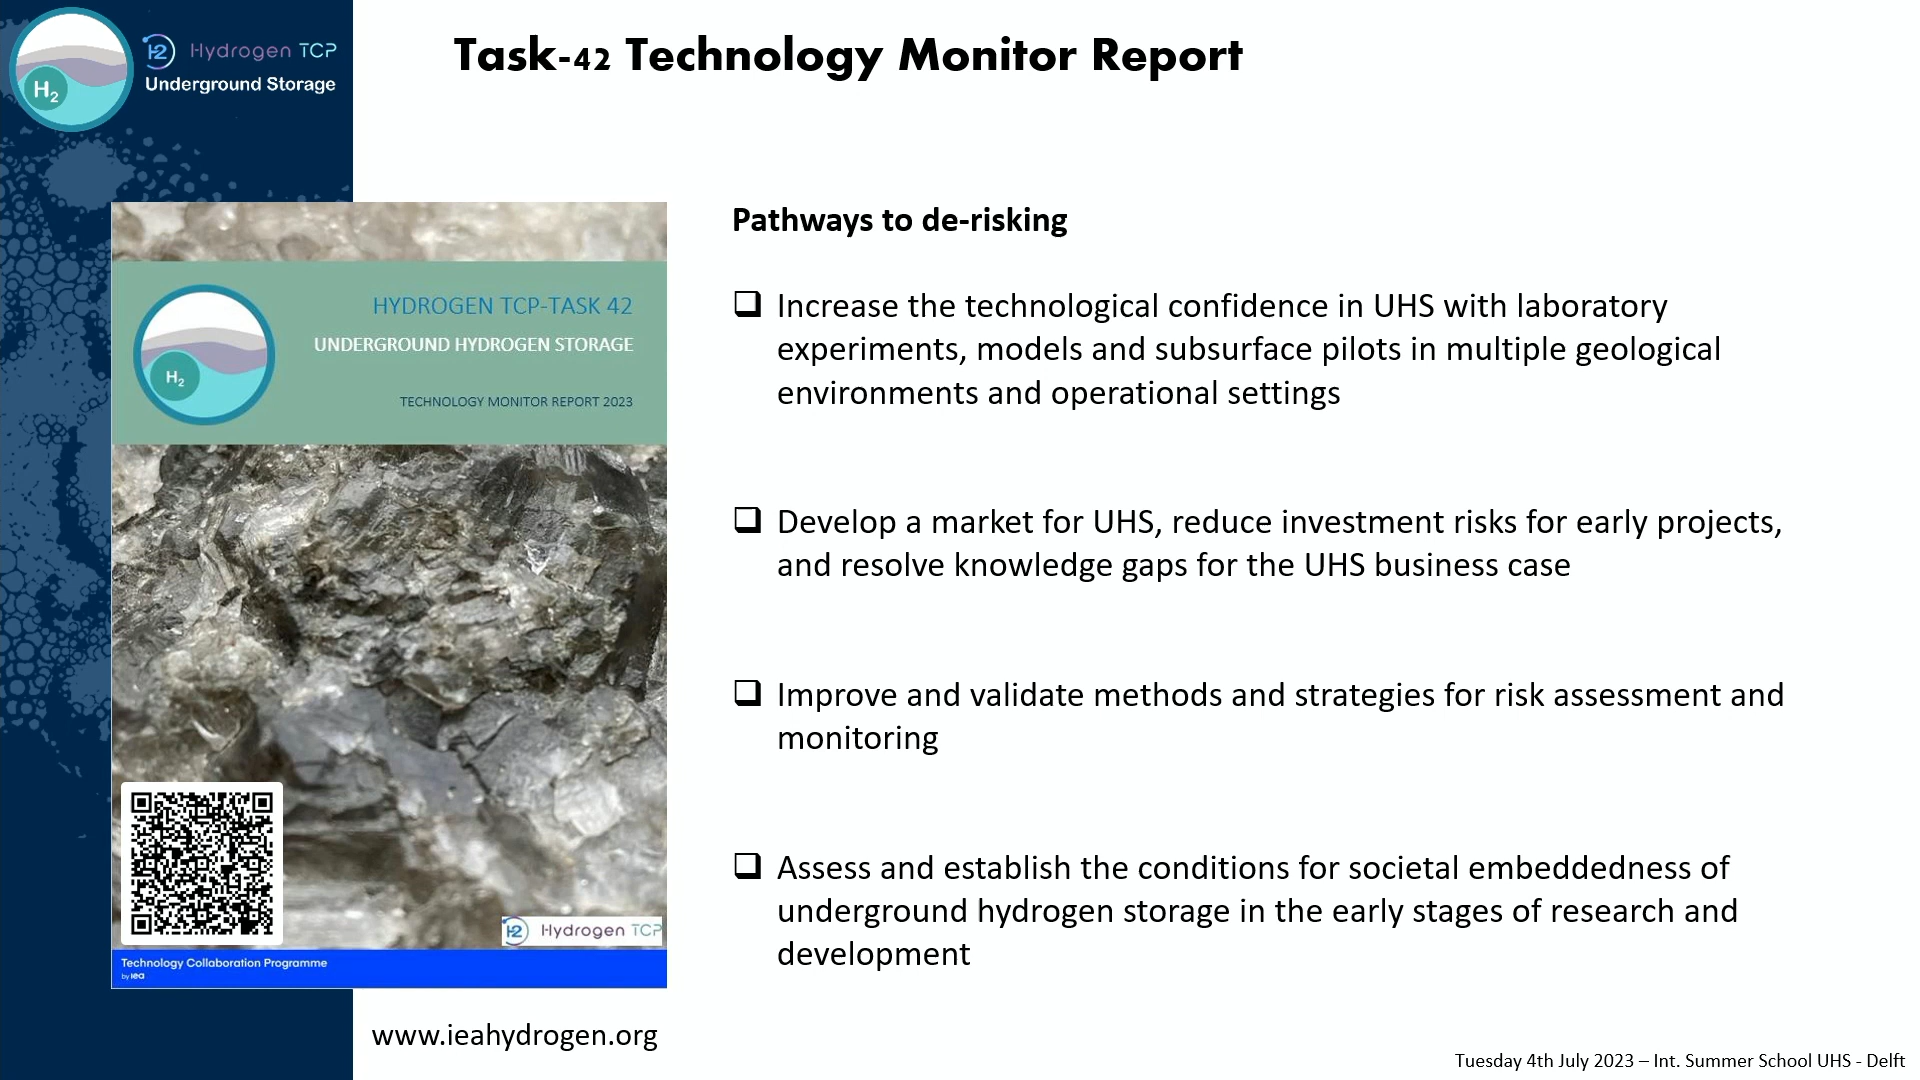 H2
Hydrogen TCP
Underground Storage
Task-42 Technology Monitor Report
HYDROGEN TCP-TASK 42
UNDERGROUND HYDROGEN STORAGE
H2
TECHNOLOGY MONITOR REPORT 2023
H2 Hydrogen TCP
Technology Collaboration Programme
by iea
www.ieahydrogen.org
Pathways to de-risking
❑ Increase the technological confidence in UHS with laboratory
experiments, models and subsurface pilots in multiple geological
environments and operational settings
❑ Develop a market for UHS, reduce investment risks for early projects,
and resolve knowledge gaps for the UHS business case
❑ Improve and validate methods and strategies for risk assessment and
monitoring
❑ Assess and establish the conditions for societal embeddedness of
underground hydrogen storage in the early stages of research and
development
Tuesday 4th July 2023 – Int. Summer School UHS - Delft